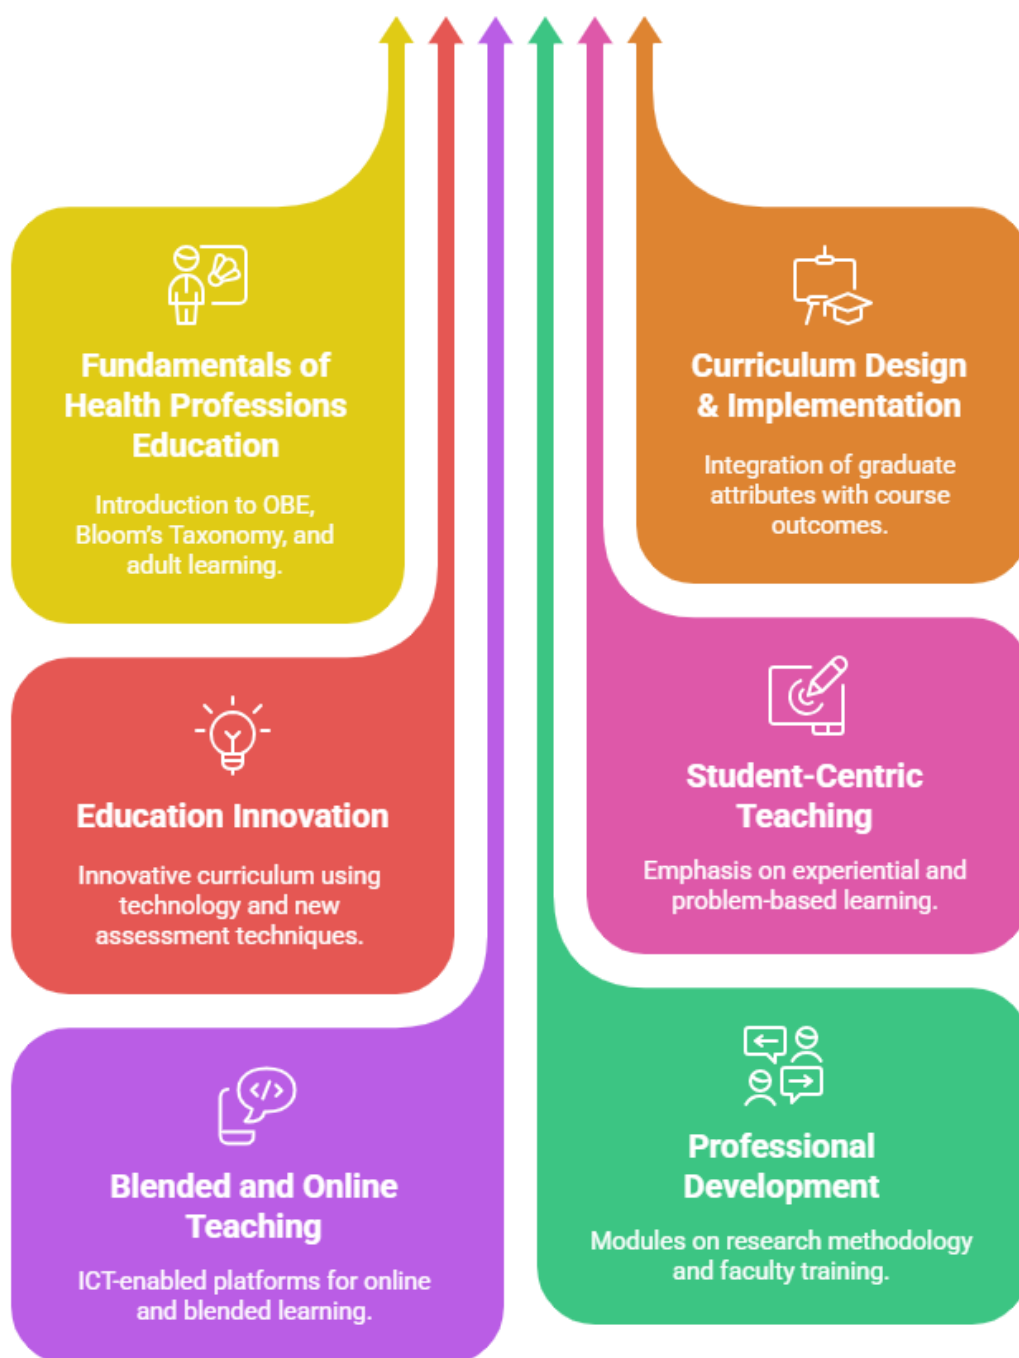 Fundamentals of
Health Professions
Education
Introduction to OBE,
Bloom's Taxonomy, and
adult learning.
Curriculum Design
& Implementation
Integration of graduate
attributes with course
outcomes.
Education Innovation
Innovative curriculum using
technology and new
assessment techniques.
Student-Centric
Teaching
Emphasis on experiential and
problem-based learning.
Blended and Online
Teaching
ICT-enabled platforms for online
and blended learning.
Professional
Development
Modules on research methodology
and faculty training.